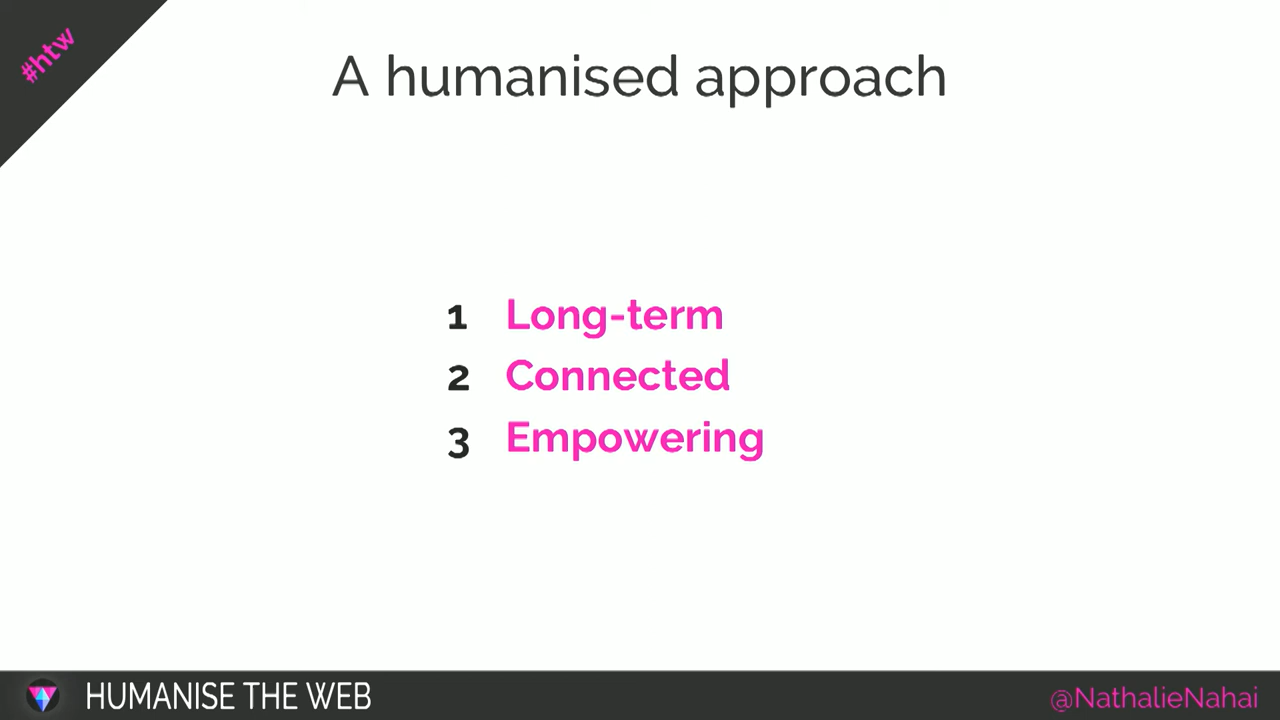 #htw
A humanised approach
1 Long-term
2 Connected
3 Empowering
HUMANISE THE WEB
@NathalieNahai